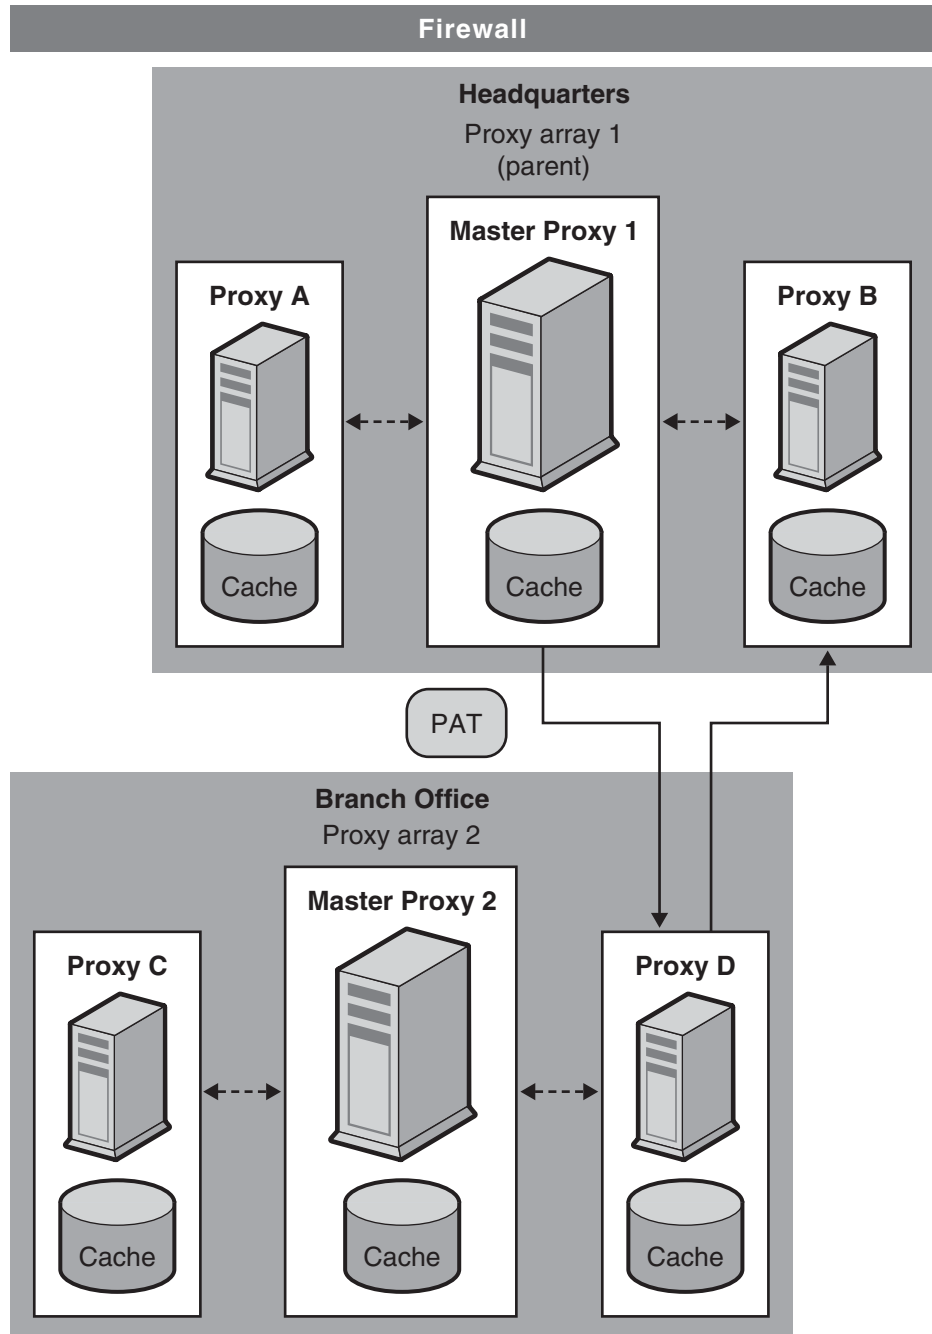 Firewall
Headquarters
Proxy array 1
(parent)
Master Proxy 1
Proxy A
Proxy B
Cache
Cache
Cache
PAT
Branch Office
Proxy array 2
Master Proxy 2
Proxy C
Proxy D
Cache
Cache
Cache